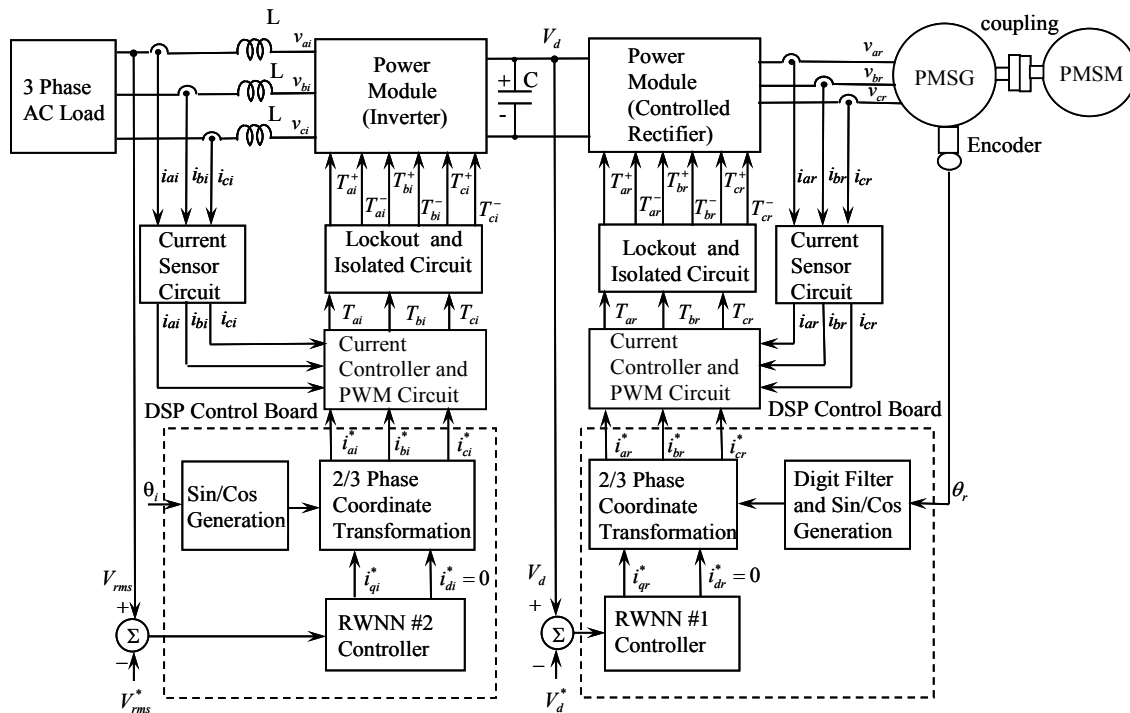 L
L
L
v_ai
v_bi
v_ci
3 Phase
AC Load
Power
Module
(Inverter)
+
-
C
V_d
Power
Module
(Controlled
Rectifier)
v_ar
v_br
v_cr
PMSG
coupling
PMSM
Encoder
i_ai i_bi i_ci
T_ai^+ T_bi^+ T_ci^+
T_ai^- T_bi^- T_ci^-
T_ar^+ T_br^+ T_cr^+
T_ar^- T_br^- T_cr^-
i_ar i_br i_cr
Current
Sensor
Circuit
Lockout and
Isolated Circuit
Lockout and
Isolated Circuit
Current
Sensor
Circuit
i_ai i_bi i_ci
T_ai T_bi T_ci
T_ar T_br T_cr
i_ar i_br i_cr
Current
Controller and
PWM Circuit
Current
Controller and
PWM Circuit
DSP Control Board
DSP Control Board
i_ai^* i_bi^* i_ci^*
i_ar^* i_br^* i_cr^*
θ_i
Sin/Cos
Generation
2/3 Phase
Coordinate
Transformation
2/3 Phase
Coordinate
Transformation
Digit Filter
and Sin/Cos
Generation
θ_r
V_rms
i_qi^* i_di^* = 0
V_d
i_qr^* i_dr^* = 0
+
Σ
−
V_rms^*
RWNN #2
Controller
+
Σ
−
V_d^*
RWNN #1
Controller